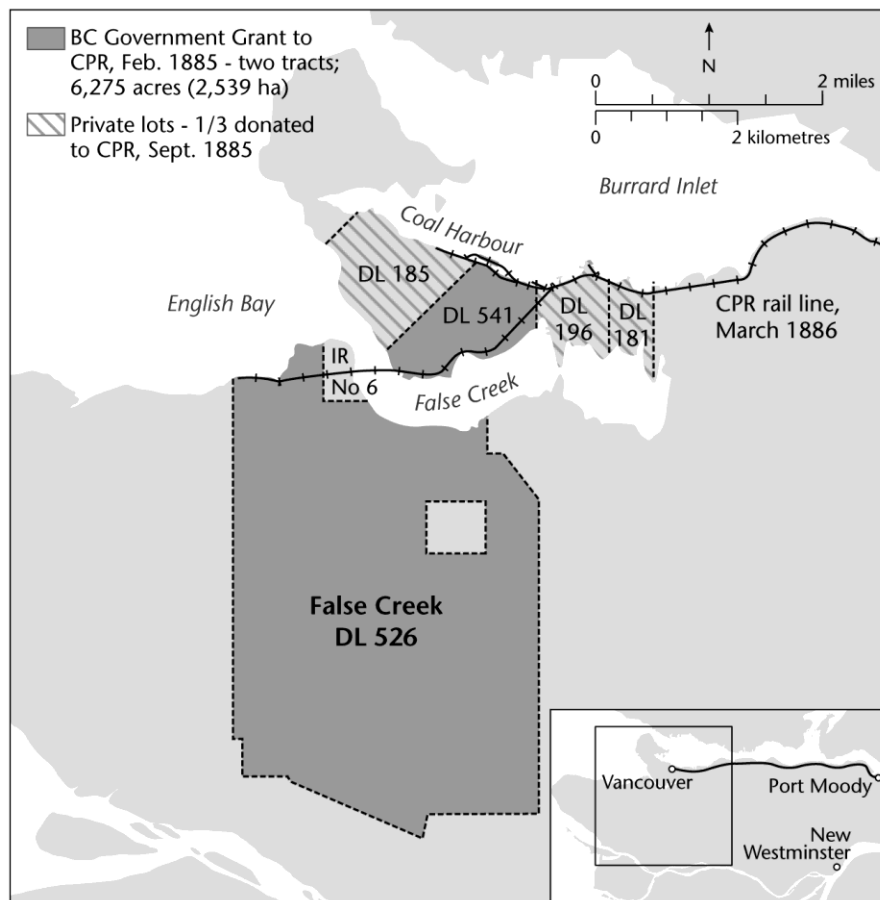 BC Government Grant to
CPR, Feb. 1885 - two tracts;
6,275 acres (2,539 ha)
Private lots - 1/3 donated
to CPR, Sept. 1885
N
0 2 miles
0 2 kilometres
Burrard Inlet
Coal Harbour
DL 185
English Bay
DL 541
DL
196
DL
181
CPR rail line,
March 1886
IR
No 6
False Creek
False Creek
DL 526
Vancouver
Port Moody
New
Westminster